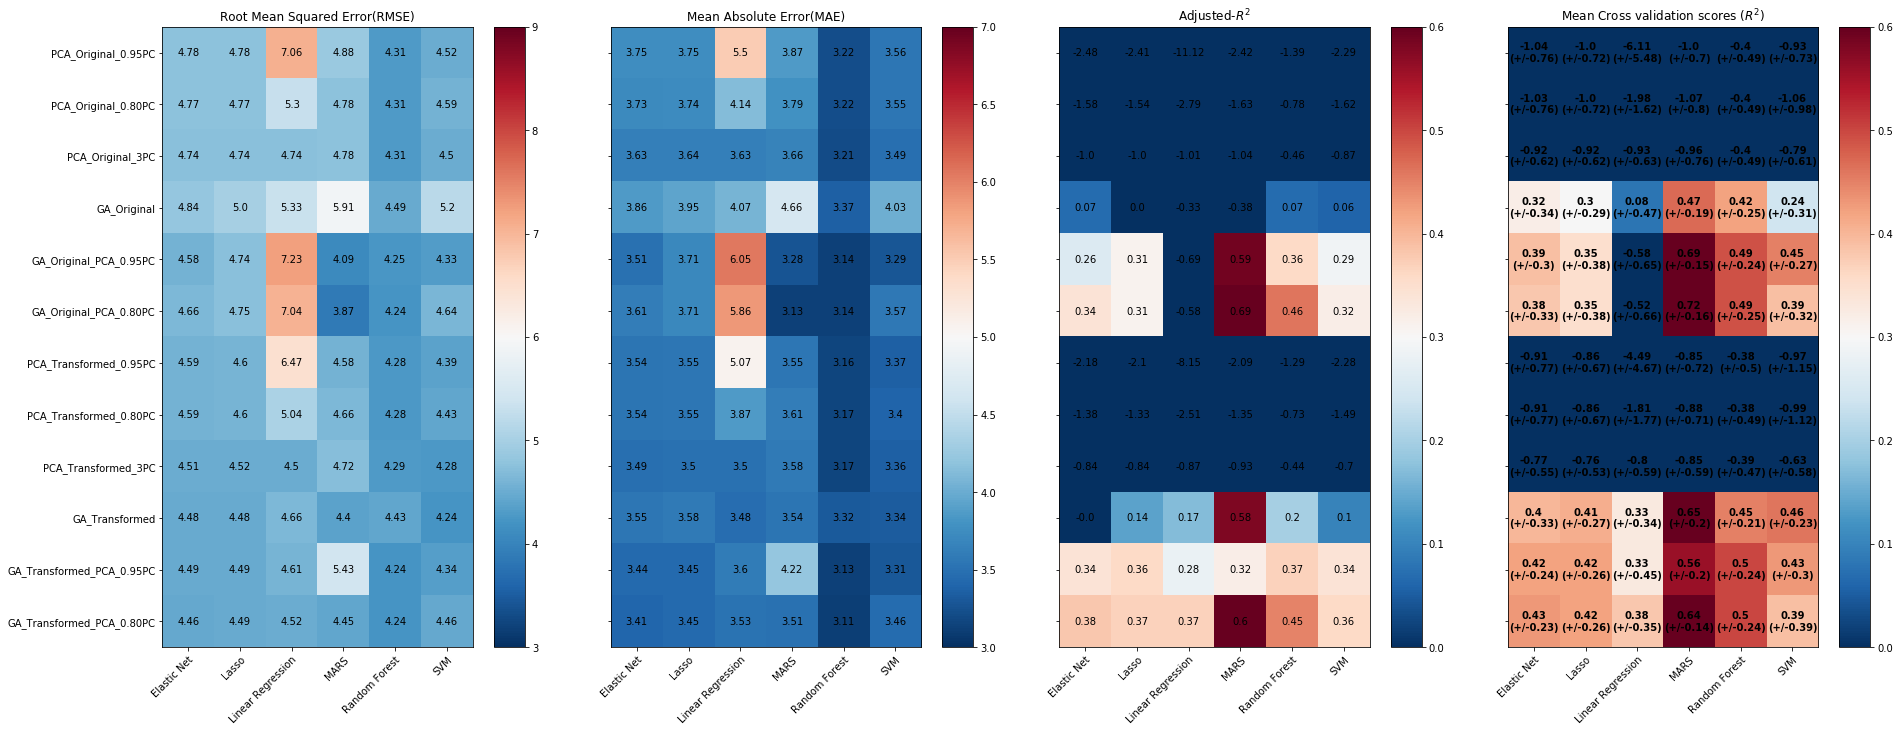 Root Mean Squared Error(RMSE)
PCA_Original_0.95PC 4.78 4.78 7.06 4.88 4.31 4.52
PCA_Original_0.80PC 4.77 4.77 5.3 4.78 4.31 4.59
PCA_Original_3PC 4.74 4.74 4.74 4.78 4.31 4.5
GA_Original 4.84 5.0 5.33 5.91 4.49 5.2
GA_Original_PCA_0.95PC 4.58 4.74 7.23 4.09 4.25 4.33
GA_Original_PCA_0.80PC 4.66 4.75 7.04 3.87 4.24 4.64
PCA_Transformed_0.95PC 4.59 4.6 6.47 4.58 4.28 4.39
PCA_Transformed_0.80PC 4.59 4.6 5.04 4.66 4.28 4.43
PCA_Transformed_3PC 4.51 4.52 4.5 4.72 4.29 4.28
GA_Transformed 4.48 4.48 4.66 4.4 4.43 4.24
GA_Transformed_PCA_0.95PC 4.49 4.49 4.61 5.43 4.24 4.34
GA_Transformed_PCA_0.80PC 4.46 4.49 4.52 4.45 4.24 4.46
Elastic Net Lasso Linear Regression MARS Random Forest SVM
9
8
7
6
5
4
3
Mean Absolute Error(MAE)
3.75 3.75 5.5 3.87 3.22 3.56
3.73 3.74 4.14 3.79 3.22 3.55
3.63 3.64 3.63 3.66 3.21 3.49
3.86 3.95 4.07 4.66 3.37 4.03
3.51 3.71 6.05 3.28 3.14 3.29
3.61 3.71 5.86 3.13 3.14 3.57
3.54 3.55 5.07 3.55 3.16 3.37
3.54 3.55 3.87 3.61 3.17 3.4
3.49 3.5 3.5 3.58 3.17 3.36
3.55 3.58 3.48 3.54 3.32 3.34
3.44 3.45 3.6 4.22 3.13 3.31
3.41 3.45 3.53 3.51 3.11 3.46
Elastic Net Lasso Linear Regression MARS Random Forest SVM
7.0
6.5
6.0
5.5
5.0
4.5
4.0
3.5
3.0
Adjusted-R²
-2.48 -2.41 -11.12 -2.42 -1.39 -2.29
-1.58 -1.54 -2.79 -1.63 -0.78 -1.62
-1.0 -1.0 -1.01 -1.04 -0.46 -0.87
0.07 0.0 -0.33 -0.38 0.07 0.06
0.26 0.31 -0.69 0.59 0.36 0.29
0.34 0.31 -0.58 0.69 0.46 0.32
-2.18 -2.1 -8.15 -2.09 -1.29 -2.28
-1.38 -1.33 -2.51 -1.35 -0.73 -1.49
-0.84 -0.84 -0.87 -0.93 -0.44 -0.7
-0.0 0.14 0.17 0.58 0.2 0.1
0.34 0.36 0.28 0.32 0.37 0.34
0.38 0.37 0.37 0.6 0.45 0.36
Elastic Net Lasso Linear Regression MARS Random Forest SVM
0.6
0.5
0.4
0.3
0.2
0.1
0.0
Mean Cross validation scores (R²)
-1.04 -1.0 -6.11 -1.0 -0.4 -0.93
(+/-0.76) (+/-0.72) (+/-5.48) (+/-0.7) (+/-0.49) (+/-0.73)
-1.03 -1.0 -1.98 -1.07 -0.4 -1.06
(+/-0.76) (+/-0.72) (+/-1.62) (+/-0.8) (+/-0.49) (+/-0.98)
-0.92 -0.92 -0.93 -0.96 -0.4 -0.79
(+/-0.62) (+/-0.62) (+/-0.63) (+/-0.76) (+/-0.49) (+/-0.61)
0.32 0.3 0.08 0.47 0.42 0.24
(+/-0.34) (+/-0.29) (+/-0.47) (+/-0.19) (+/-0.25) (+/-0.31)
0.39 0.35 -0.58 0.69 0.49 0.45
(+/-0.3) (+/-0.38) (+/-0.65) (+/-0.15) (+/-0.24) (+/-0.27)
0.38 0.35 -0.52 0.72 0.49 0.39
(+/-0.33) (+/-0.38) (+/-0.66) (+/-0.16) (+/-0.25) (+/-0.32)
-0.91 -0.86 -4.49 -0.85 -0.38 -0.97
(+/-0.77) (+/-0.67) (+/-4.67) (+/-0.72) (+/-0.5) (+/-1.15)
-0.91 -0.86 -1.81 -0.88 -0.38 -0.99
(+/-0.77) (+/-0.67) (+/-1.77) (+/-0.71) (+/-0.49) (+/-1.12)
-0.77 -0.76 -0.8 -0.85 -0.39 -0.63
(+/-0.55) (+/-0.53) (+/-0.59) (+/-0.59) (+/-0.47) (+/-0.58)
0.4 0.41 0.33 0.65 0.45 0.46
(+/-0.33) (+/-0.27) (+/-0.34) (+/-0.2) (+/-0.21) (+/-0.23)
0.42 0.42 0.33 0.56 0.5 0.43
(+/-0.24) (+/-0.26) (+/-0.45) (+/-0.2) (+/-0.24) (+/-0.3)
0.43 0.42 0.38 0.64 0.5 0.39
(+/-0.23) (+/-0.26) (+/-0.35) (+/-0.14) (+/-0.24) (+/-0.39)
Elastic Net Lasso Linear Regression MARS Random Forest SVM
0.6
0.5
0.4
0.3
0.2
0.1
0.0